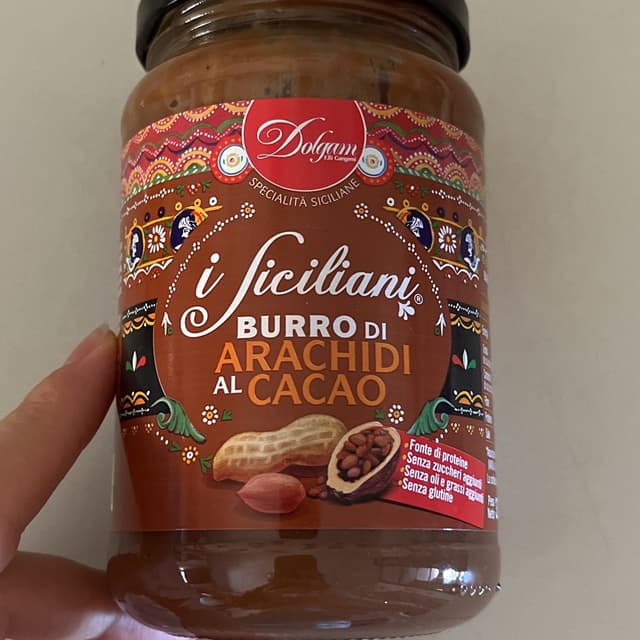 Dolgam
F.lli Gangemi
SPECIALITÀ SICILIANE
i Siciliani®
BURRO DI
ARACHIDI
AL CACAO
•Fonte di proteine
•Senza zuccheri aggiunti
•Senza oli e grassi aggiunti
•Senza glutine